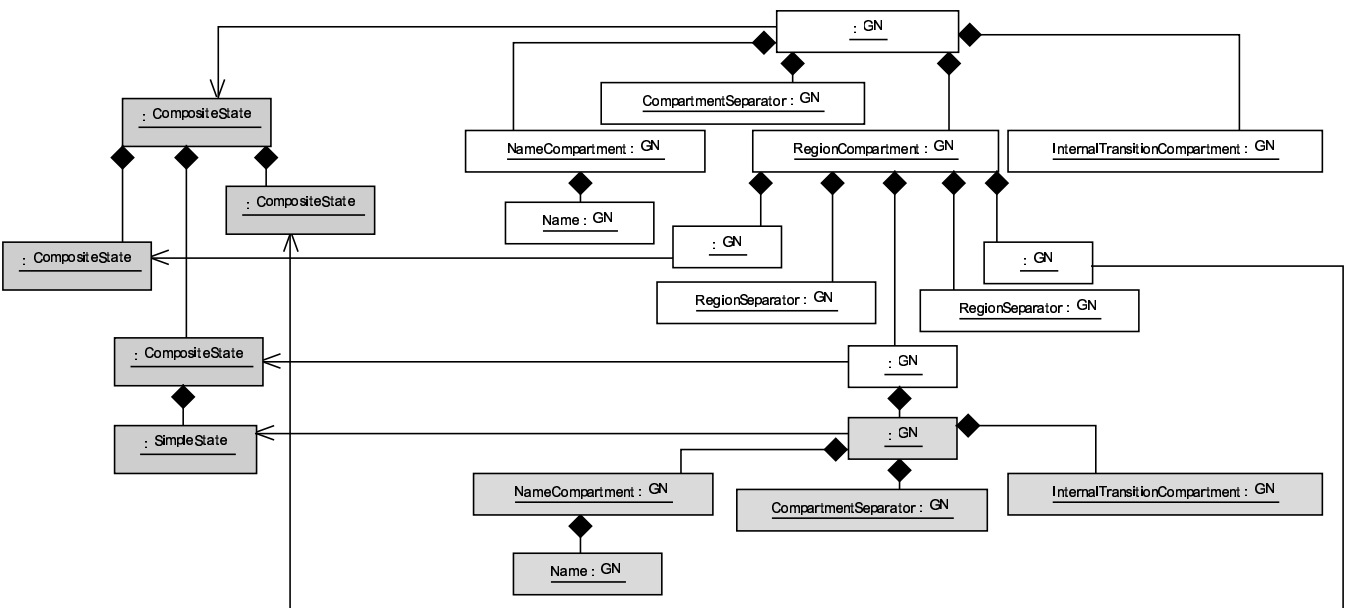 : GN
CompartmentSeparator : GN
: CompositeState
NameCompartment : GN
RegionCompartment : GN
InternalTransitionCompartment : GN
: CompositeState
Name : GN
: GN
: CompositeState
: GN
RegionSeparator : GN
RegionSeparator : GN
: CompositeState
: GN
: SimpleState
: GN
NameCompartment : GN
CompartmentSeparator : GN
InternalTransitionCompartment : GN
Name : GN